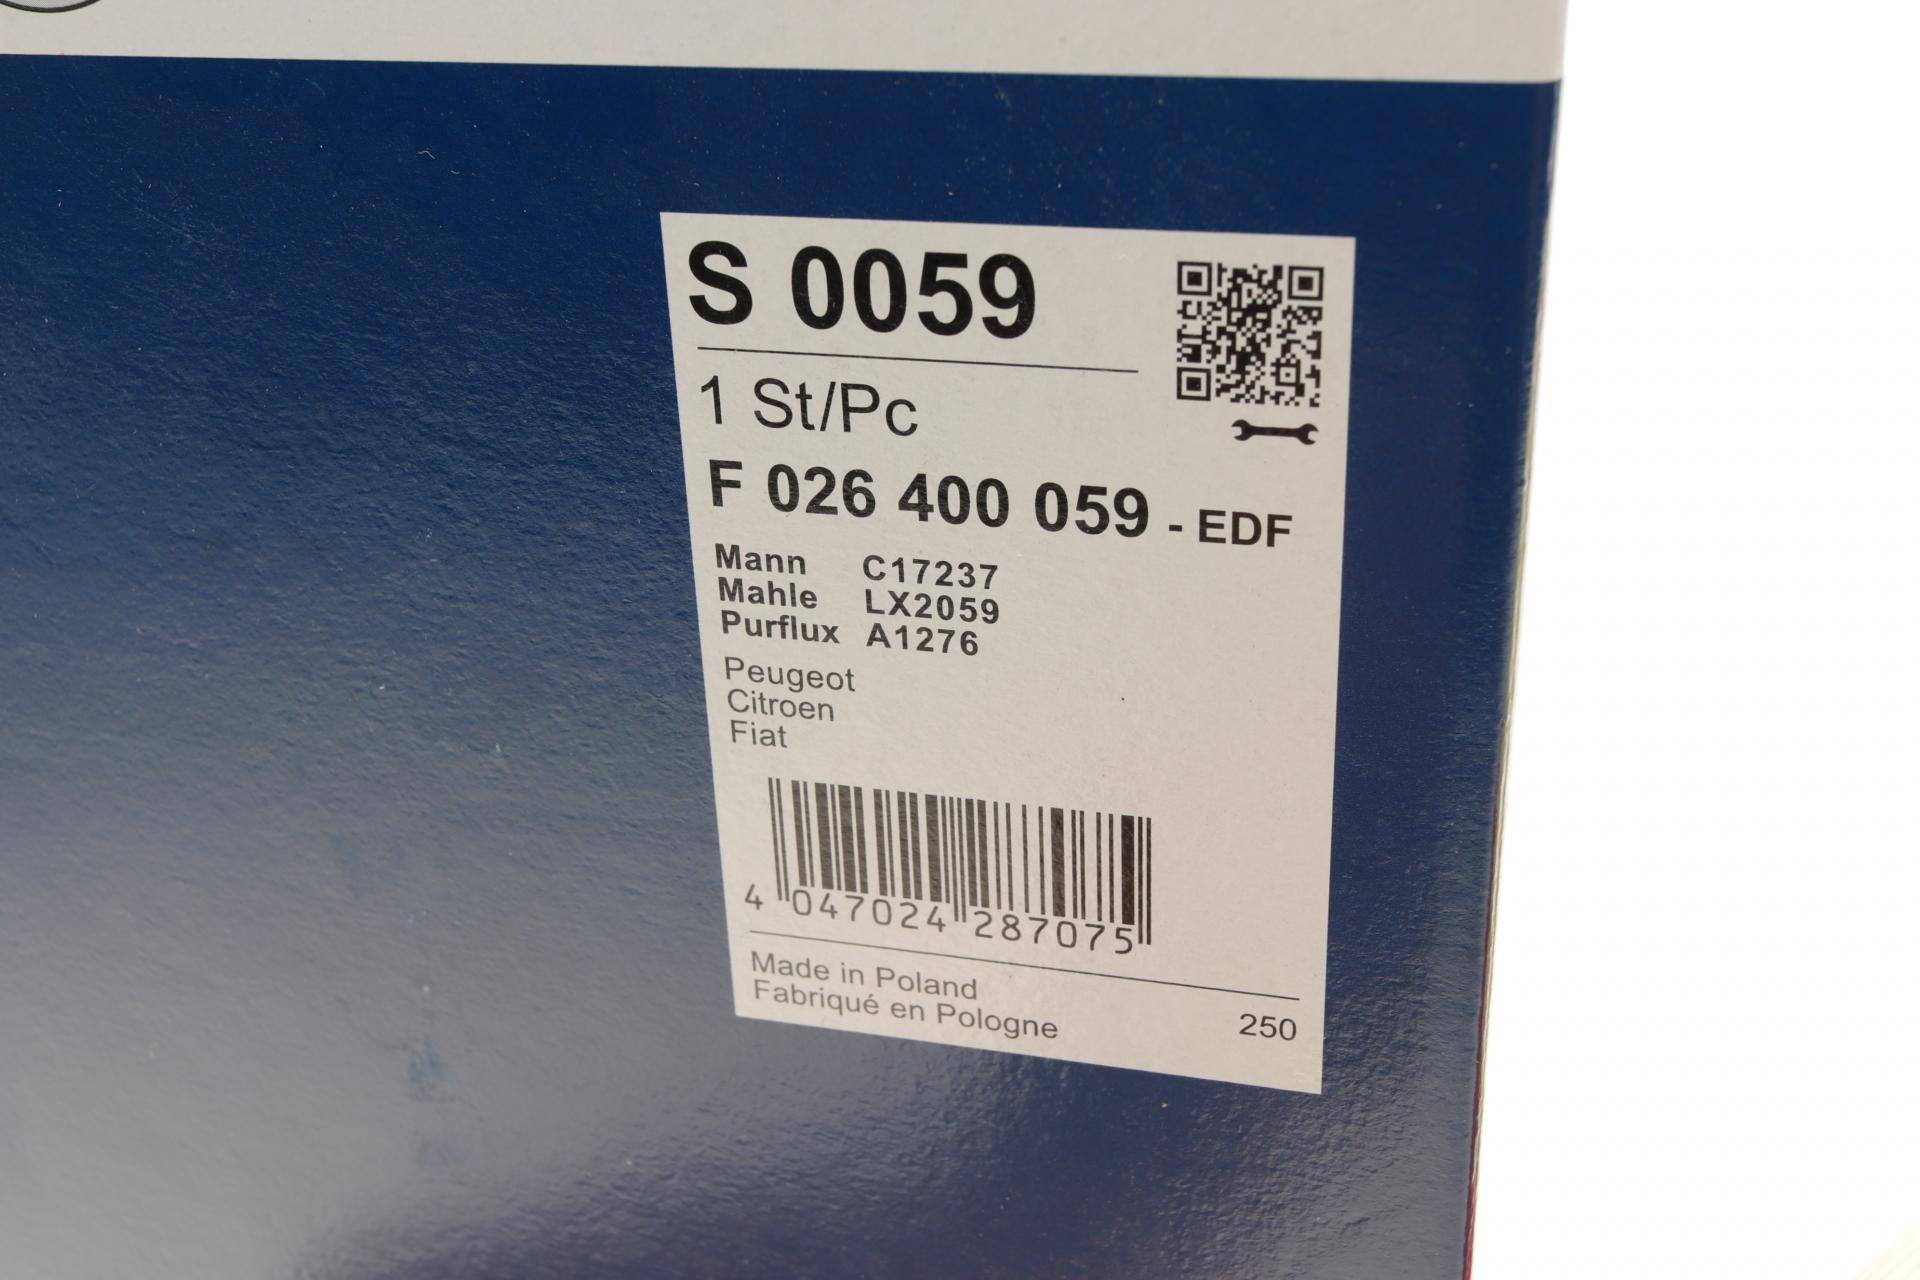 S 0059
1 St/Pc
F 026 400 059 - EDF
Mann C17237
Mahle LX2059
Purflux A1276
Peugeot
Citroen
Fiat
4 047024 287075
Made in Poland
Fabriqué en Pologne
250